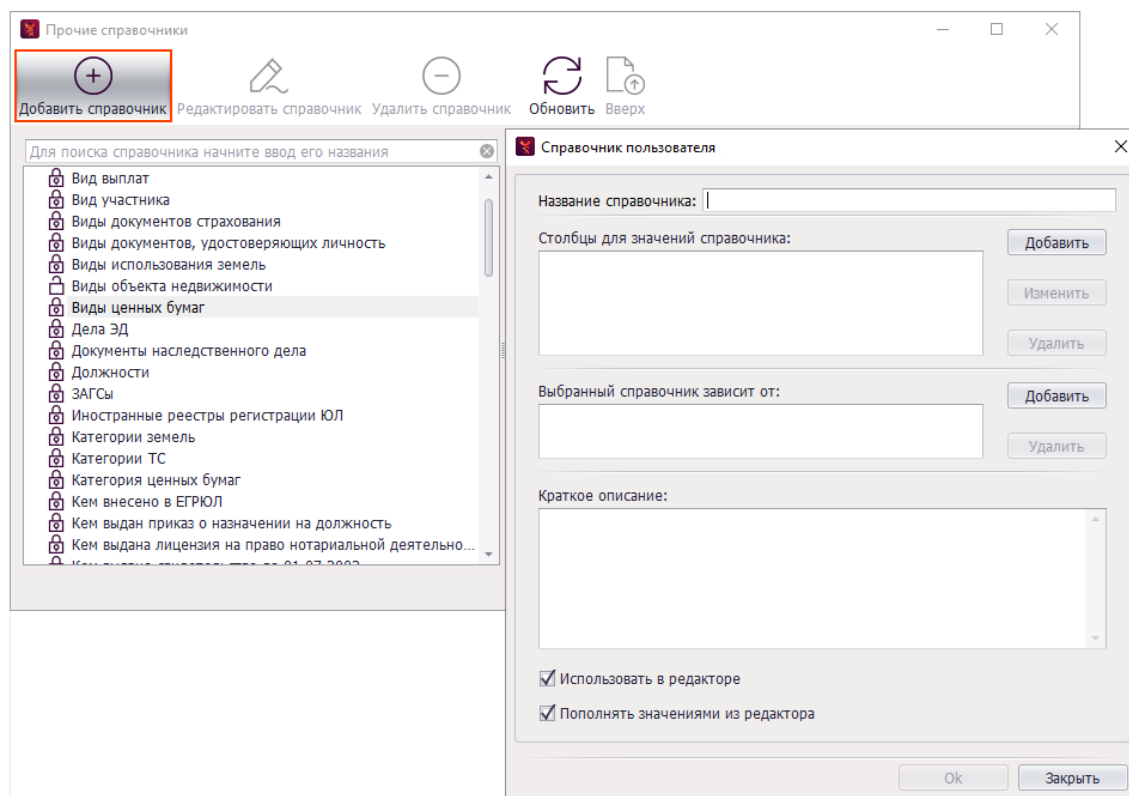 Прочие справочники
Добавить справочник Редактировать справочник Удалить справочник Обновить Вверх
Для поиска справочника начните ввод его названия
Вид выплат
Вид участника
Виды документов страхования
Виды документов, удостоверяющих личность
Виды использования земель
Виды объекта недвижимости
Виды ценных бумаг
Дела ЭД
Документы наследственного дела
Должности
ЗАГСы
Иностранные реестры регистрации ЮЛ
Категории земель
Категории ТС
Категория ценных бумаг
Кем внесено в ЕГРЮЛ
Кем выдан приказ о назначении на должность
Кем выдана лицензия на право нотариальной деятельно...
Справочник пользователя
Название справочника:
Столбцы для значений справочника:
Добавить
Изменить
Удалить
Выбранный справочник зависит от:
Добавить
Удалить
Краткое описание:
Использовать в редакторе
Пополнять значениями из редактора
Ok Закрыть